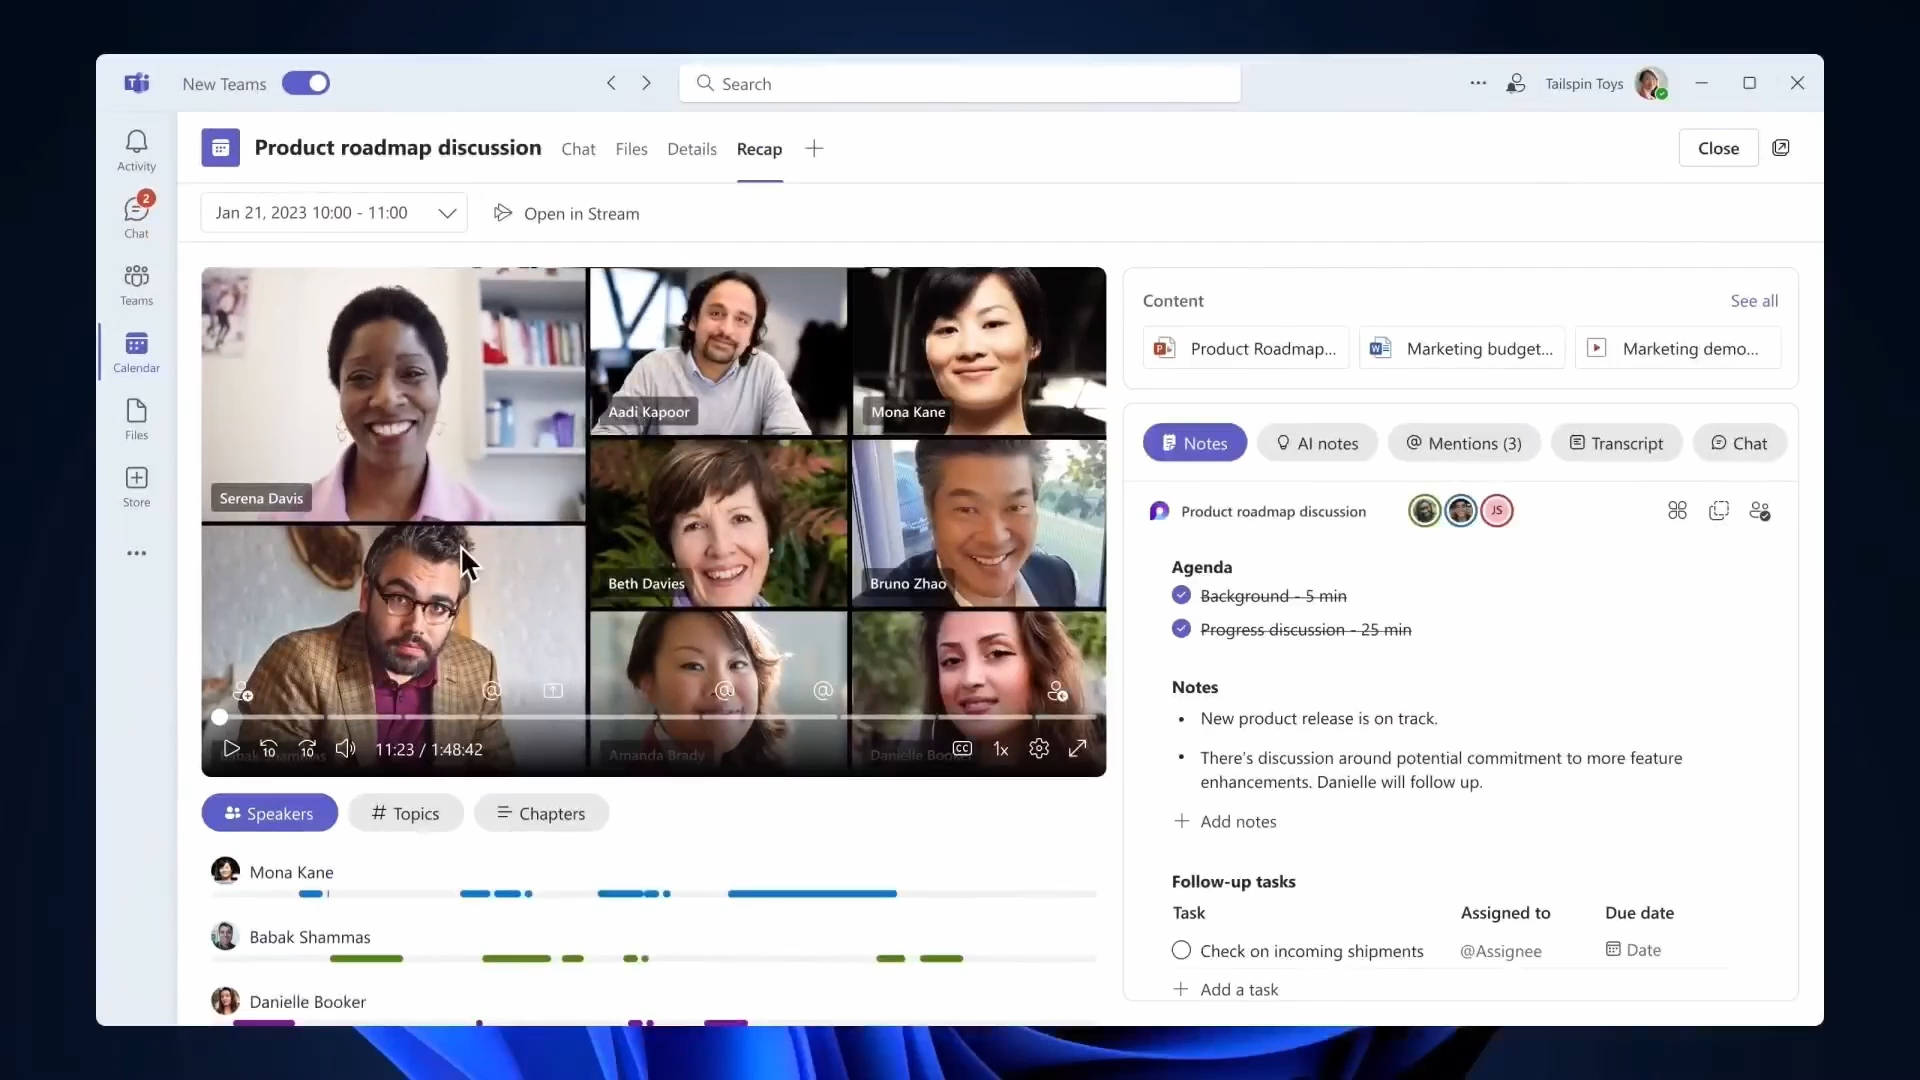 New Teams
Search
Tailspin Toys
Activity
2
Chat
Teams
Calendar
Files
Store
Product roadmap discussion
Chat
Files
Details
Recap
Close
Jan 21, 2023 10:00 - 11:00
Open in Stream
Serena Davis
Aadi Kapoor
Mona Kane
Beth Davies
Bruno Zhao
Amanda Brady
10
10
11:23 / 1:48:42
CC
1x
Speakers
# Topics
Chapters
Mona Kane
Babak Shammas
Danielle Booker
Content
See all
Product Roadmap...
Marketing budget...
Marketing demo...
Notes
AI notes
@ Mentions (3)
Transcript
Chat
Product roadmap discussion
JS
Agenda
Background - 5 min
Progress discussion - 25 min
Notes
• New product release is on track.
• There's discussion around potential commitment to more feature
enhancements. Danielle will follow up.
+ Add notes
Follow-up tasks
Task Assigned to Due date
Check on incoming shipments @Assignee Date
+ Add a task